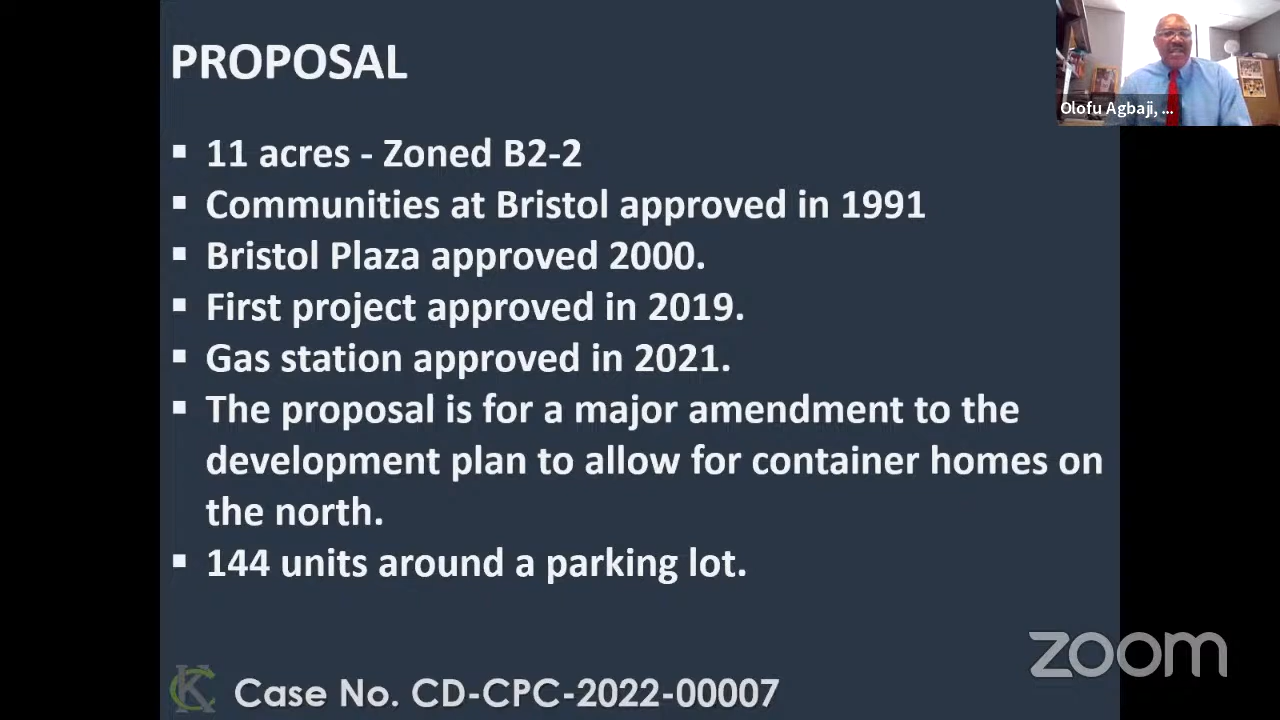 PROPOSAL
Olofu Agbaji, ...
▪ 11 acres - Zoned B2-2
▪ Communities at Bristol approved in 1991
▪ Bristol Plaza approved 2000.
▪ First project approved in 2019.
▪ Gas station approved in 2021.
▪ The proposal is for a major amendment to the
development plan to allow for container homes on
the north.
▪ 144 units around a parking lot.
zoom
KC Case No. CD-CPC-2022-00007